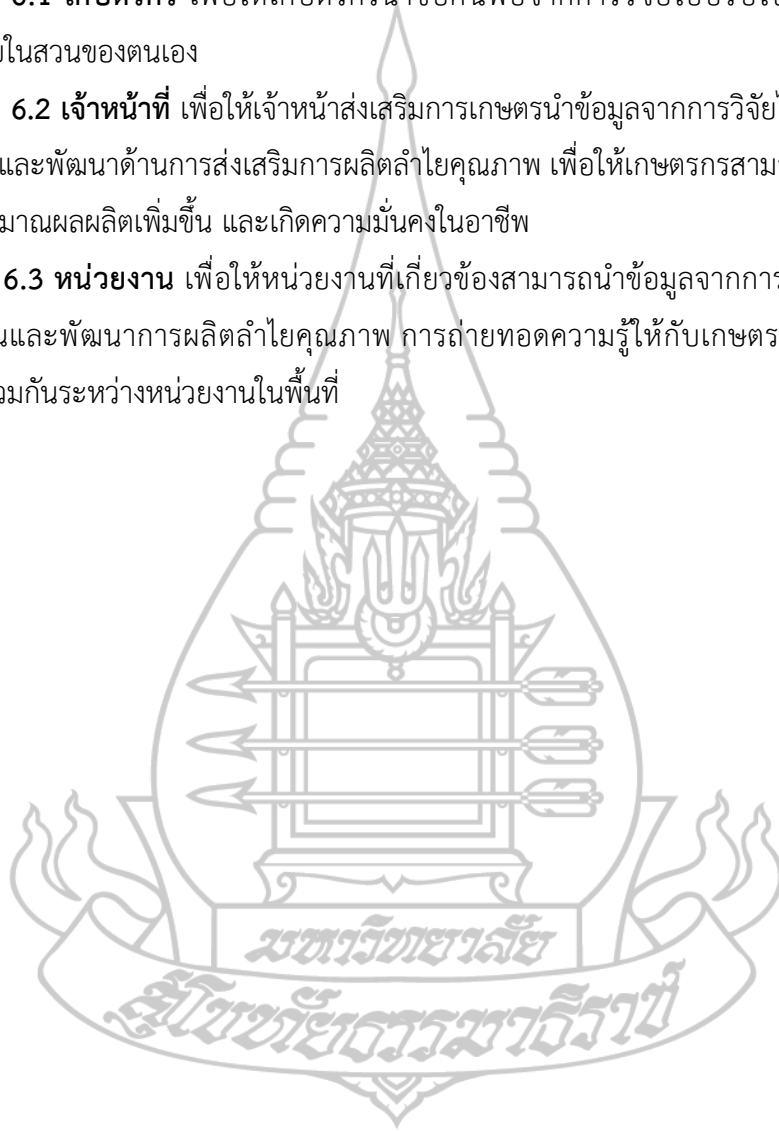 6.1 เกษตรกร เพื่อให้เกษตรกรนำข้อค้นพบจากการวิจัยไปปรับใ
ยในสวนของตนเอง
6.2 เจ้าหน้าที่ เพื่อให้เจ้าหน้าส่งเสริมการเกษตรนำข้อมูลจากการวิจัยไ
และพัฒนาด้านการส่งเสริมการผลิตลำไยคุณภาพ เพื่อให้เกษตรกรสามา
มาณผลผลิตเพิ่มขึ้น และเกิดความมั่นคงในอาชีพ
6.3 หน่วยงาน เพื่อให้หน่วยงานที่เกี่ยวข้องสามารถนำข้อมูลจากการ
นและพัฒนาการผลิตลำไยคุณภาพ การถ่ายทอดความรู้ให้กับเกษตร
วมกันระหว่างหน่วยงานในพื้นที่
มหาวิทยาลัย
สุโขทัยธรรมาธิราช